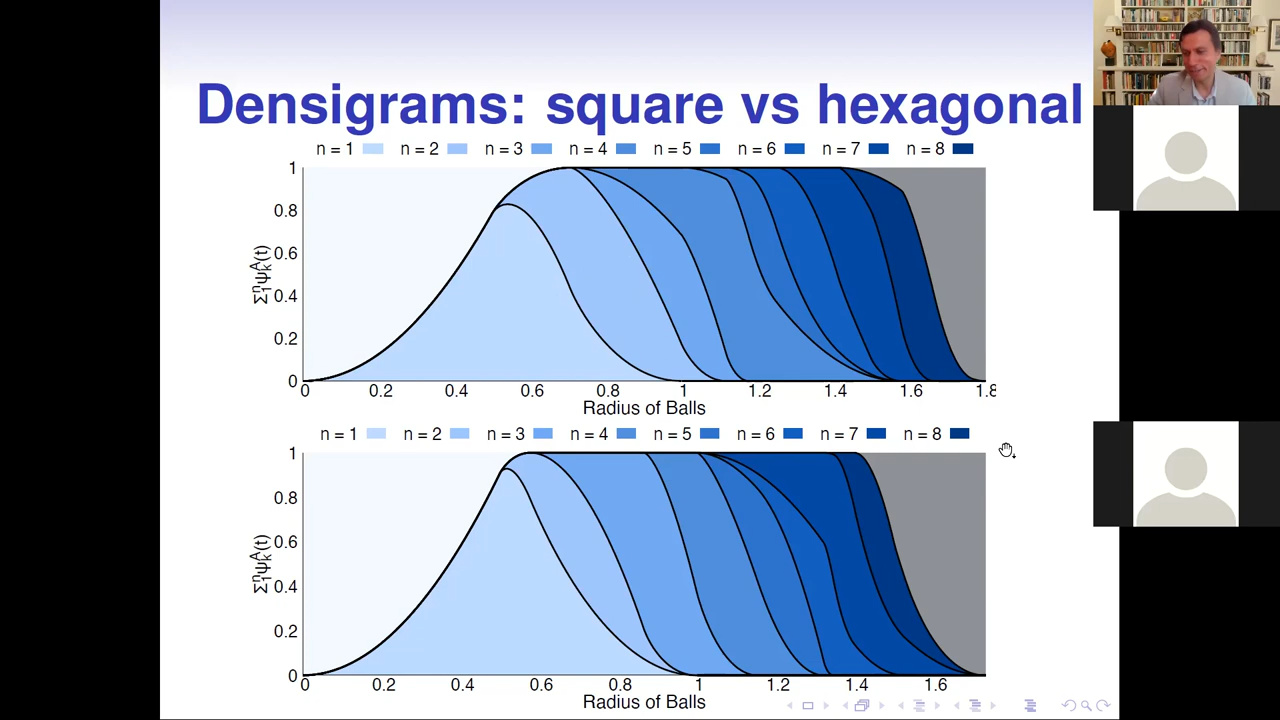 Densigrams: square vs hexagonal
n = 1 n = 2 n = 3 n = 4 n = 5 n = 6 n = 7 n = 8
1
0.8
0.6
0.4
0.2
0
Σ₁ⁿψₖᴬ(t)
0 0.2 0.4 0.6 0.8 1 1.2 1.4 1.6 1.8
Radius of Balls
n = 1 n = 2 n = 3 n = 4 n = 5 n = 6 n = 7 n = 8
1
0.8
0.6
0.4
0.2
0
Σ₁ⁿψₖᴬ(t)
0 0.2 0.4 0.6 0.8 1 1.2 1.4 1.6
Radius of Balls